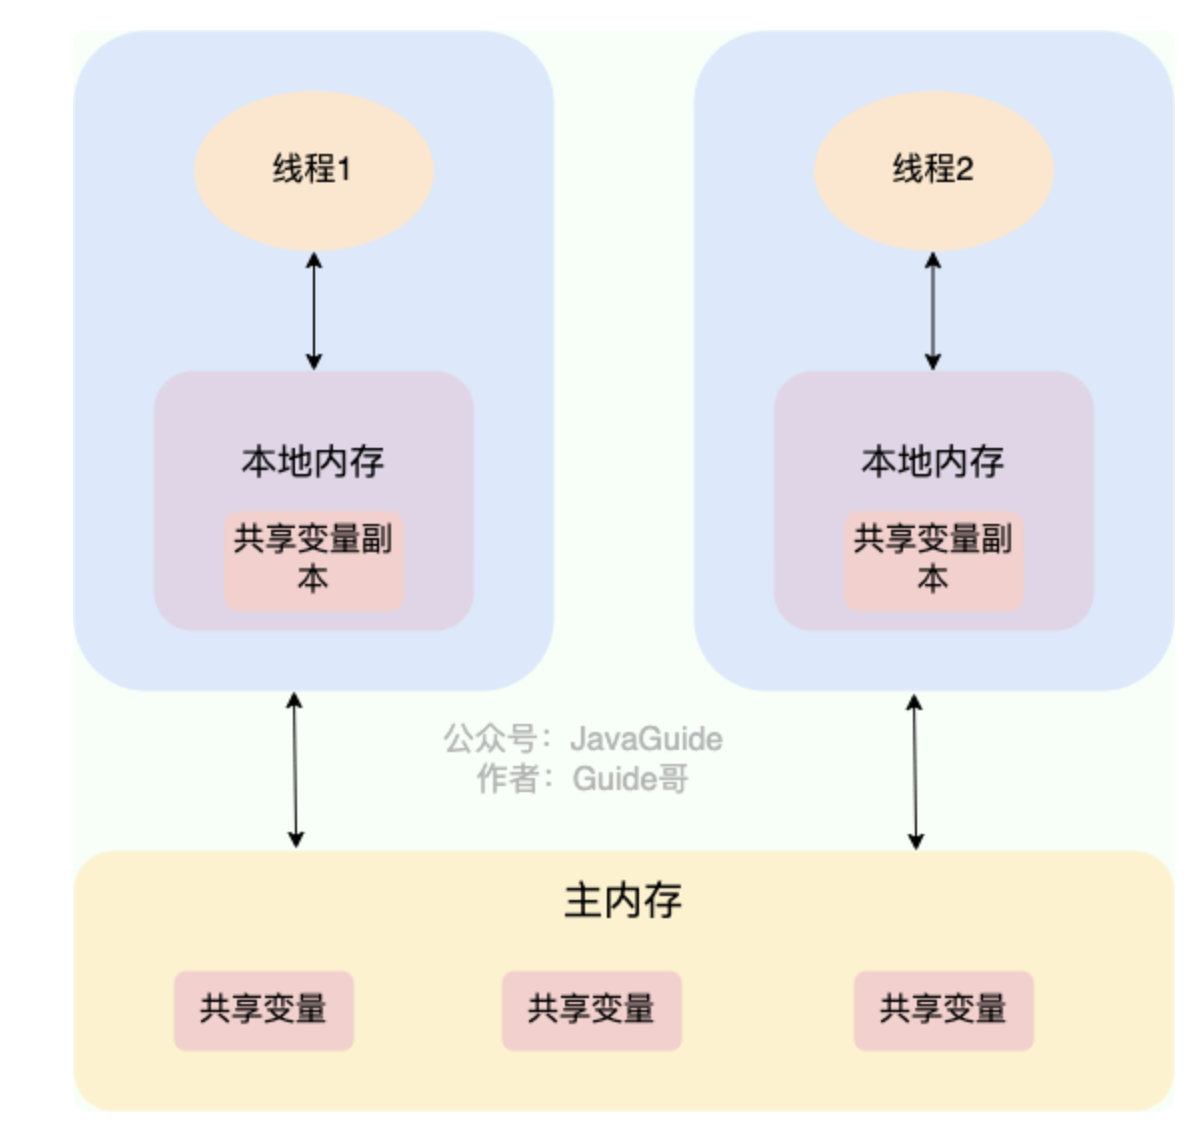 线程1
线程2
本地内存
共享变量副
本
本地内存
共享变量副
本
公众号：JavaGuide
作者：Guide哥
主内存
共享变量
共享变量
共享变量